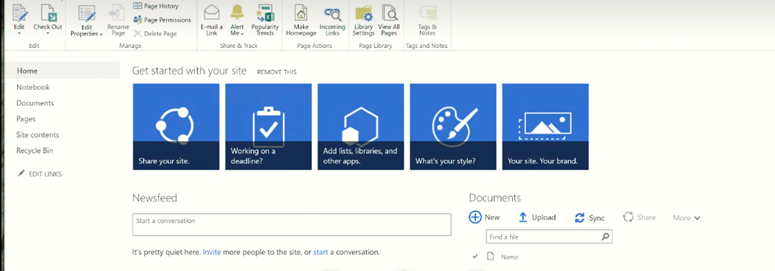 Edit
Check Out
Edit Properties
Rename Page
Page History
Page Permissions
Delete Page
E-mail a Link
Alert Me
Popularity Trends
Make Homepage
Incoming Links
Library Settings
View All Pages
Tags & Notes
Edit
Manage
Share & Track
Page Actions
Page Library
Tags and Notes
Home
Notebook
Documents
Pages
Site contents
Recycle Bin
EDIT LINKS
Get started with your site REMOVE THIS
Share your site.
Working on a
deadline?
Add lists, libraries, and
other apps.
What's your style?
Your site. Your brand.
Newsfeed
Start a conversation
It's pretty quiet here. Invite more people to the site, or start a conversation.
Documents
New Upload Sync Share More
Find a file
Name